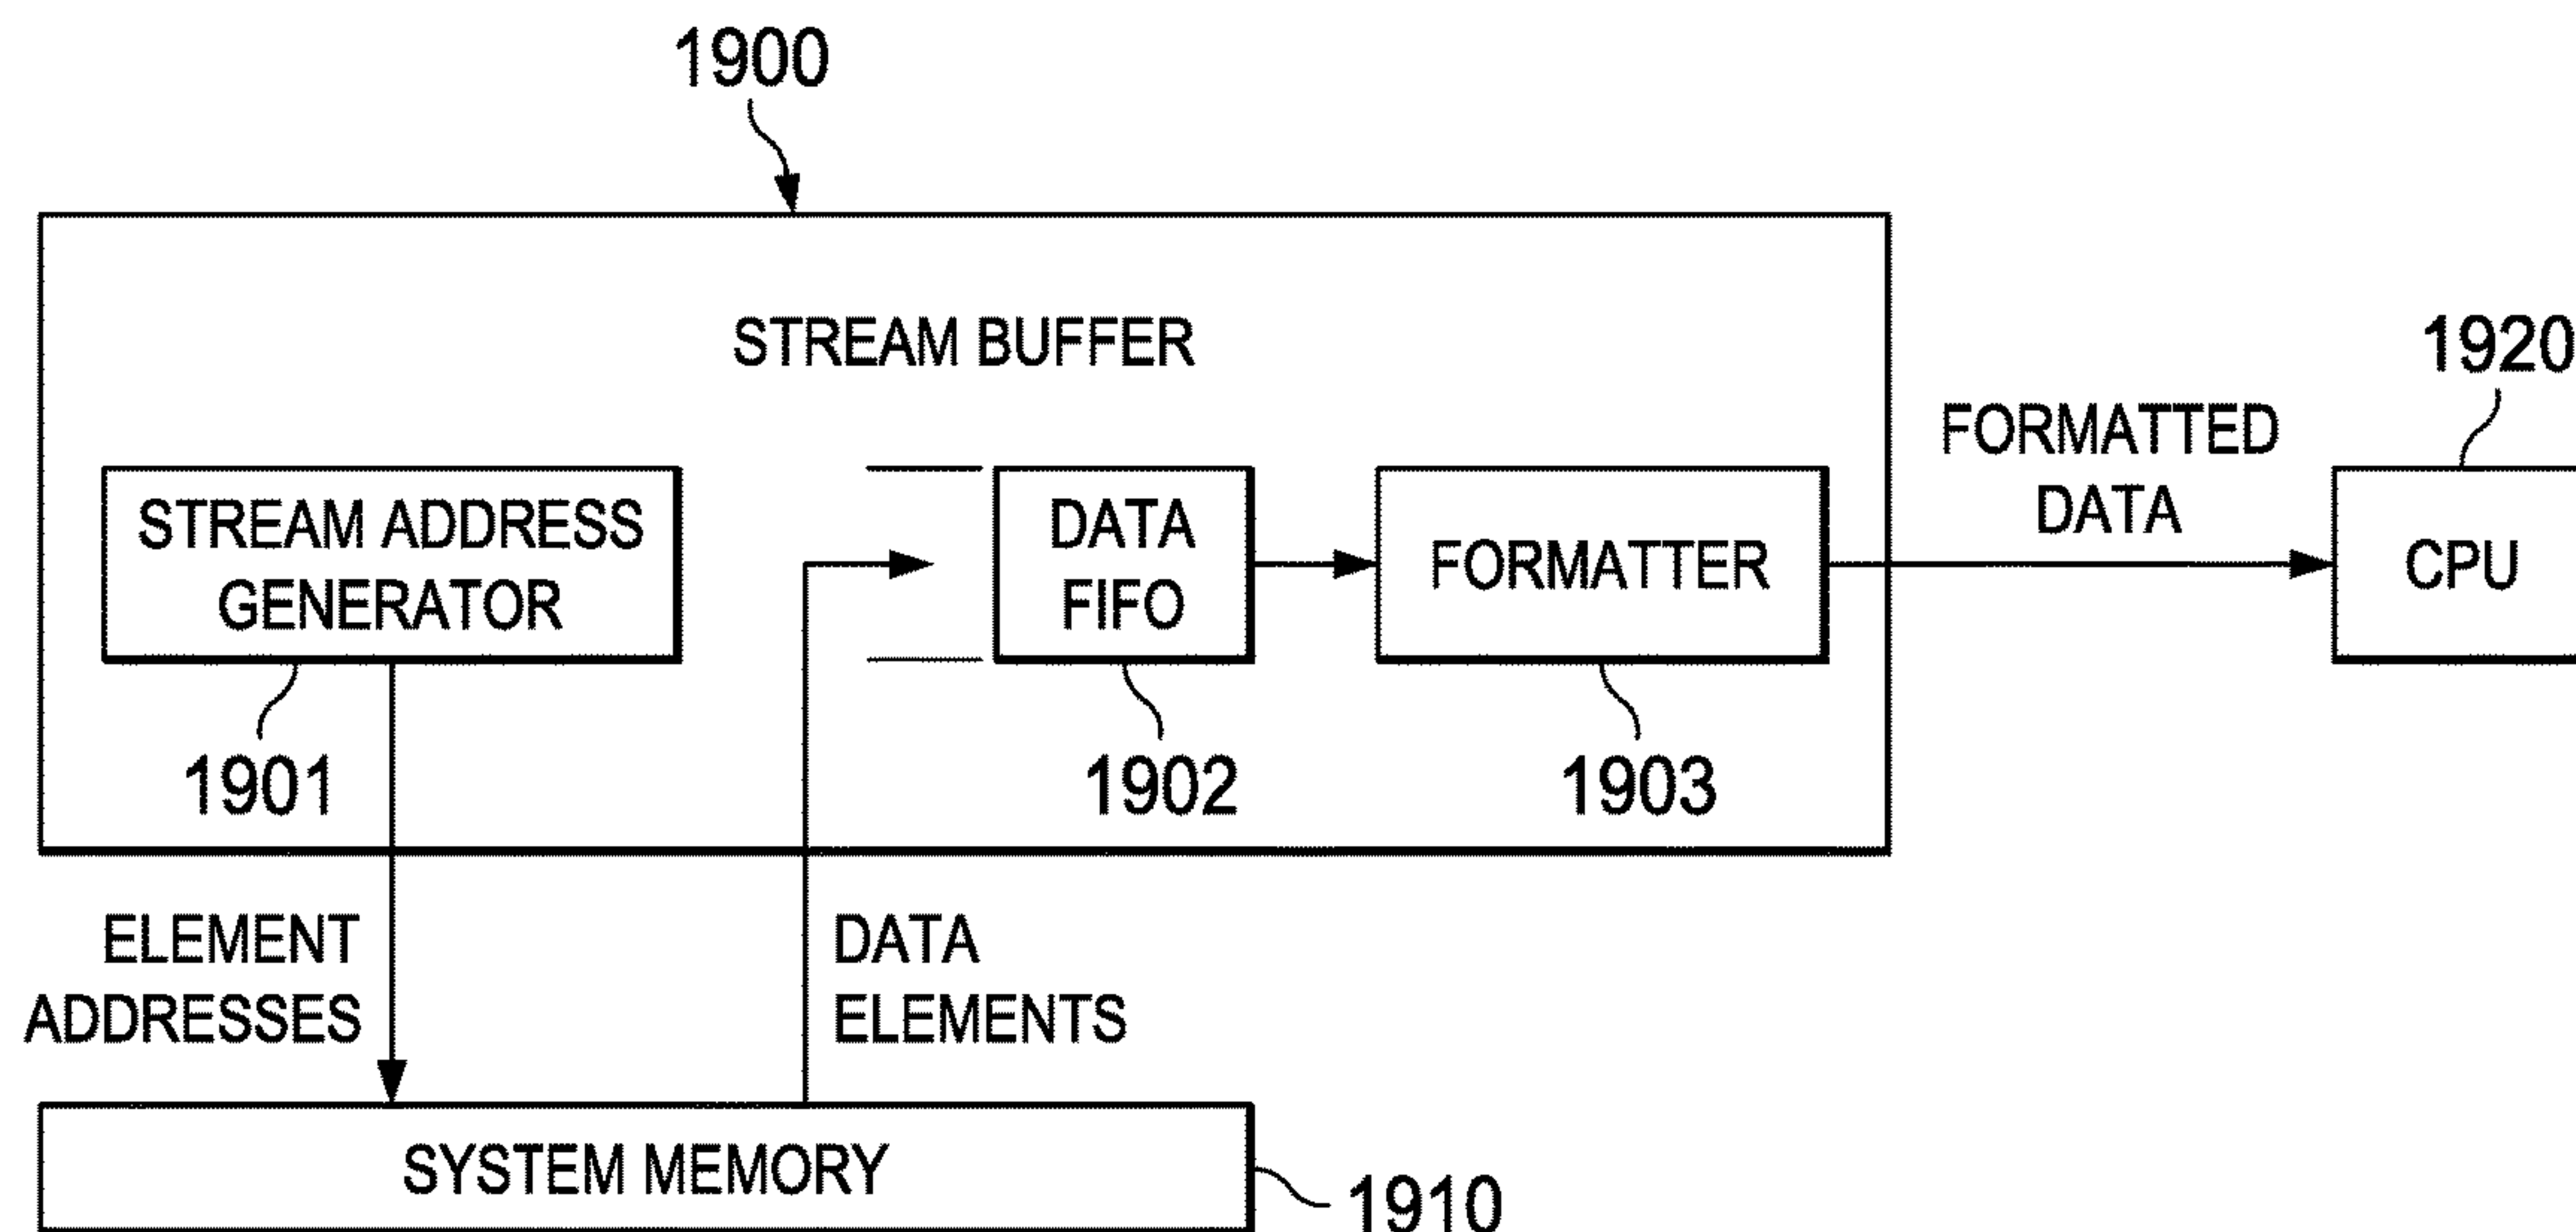 1900
STREAM BUFFER
1920
FORMATTED
DATA
STREAM ADDRESS
GENERATOR
DATA
FIFO
FORMATTER
CPU
1901
1902
1903
ELEMENT
ADDRESSES
DATA
ELEMENTS
SYSTEM MEMORY
1910